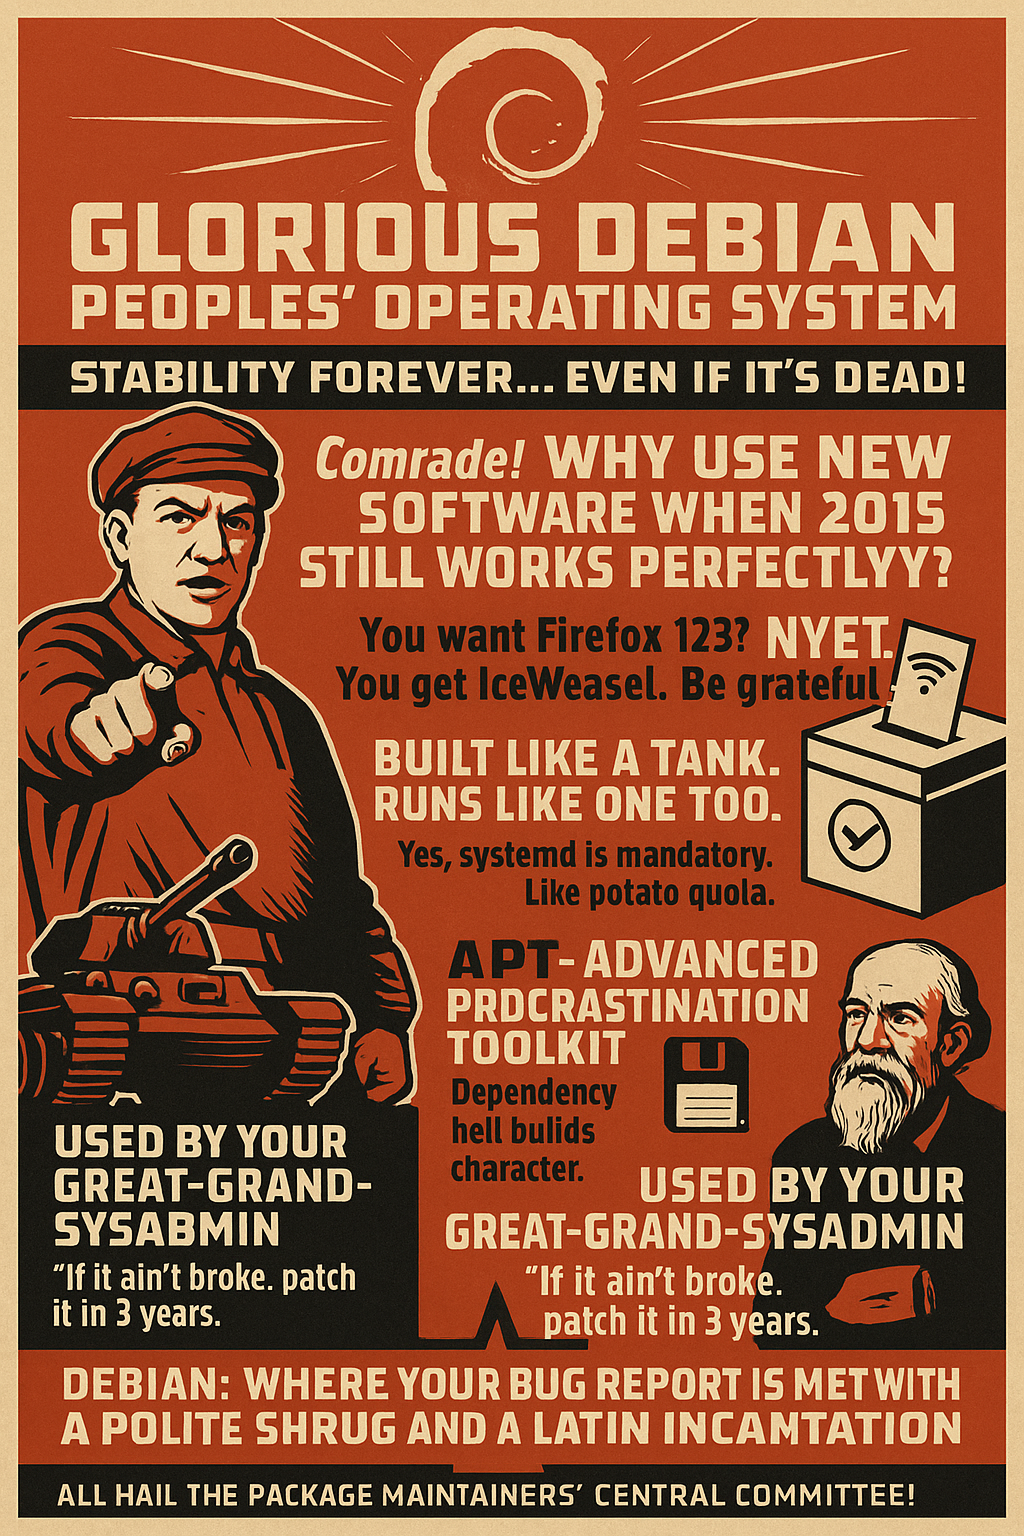 GLORIOUS DEBIAN
PEOPLES' OPERATING SYSTEM
STABILITY FOREVER... EVEN IF IT'S DEAD!
Comrade! WHY USE NEW
SOFTWARE WHEN 2015
STILL WORKS PERFECTLYY?
You want Firefox 123? NYET.
You get IceWeasel. Be grateful
BUILT LIKE A TANK.
RUNS LIKE ONE TOO.
Yes, systemd is mandatory.
Like potato quola.
APT-ADVANCED
PRDCRASTINATION
TOOLKIT
Dependency
hell bulids
character.
USED BY YOUR
GREAT-GRAND-
SYSABMIN
"If it ain't broke. patch
it in 3 years.
USED BY YOUR
GREAT-GRAND-SYSADMIN
"If it ain't broke.
patch it in 3 years.
DEBIAN: WHERE YOUR BUG REPORT IS MET WITH
A POLITE SHRUG AND A LATIN INCAMTATION
ALL HAIL THE PACKAGE MAINTAINERS' CENTRAL COMMITTEE!